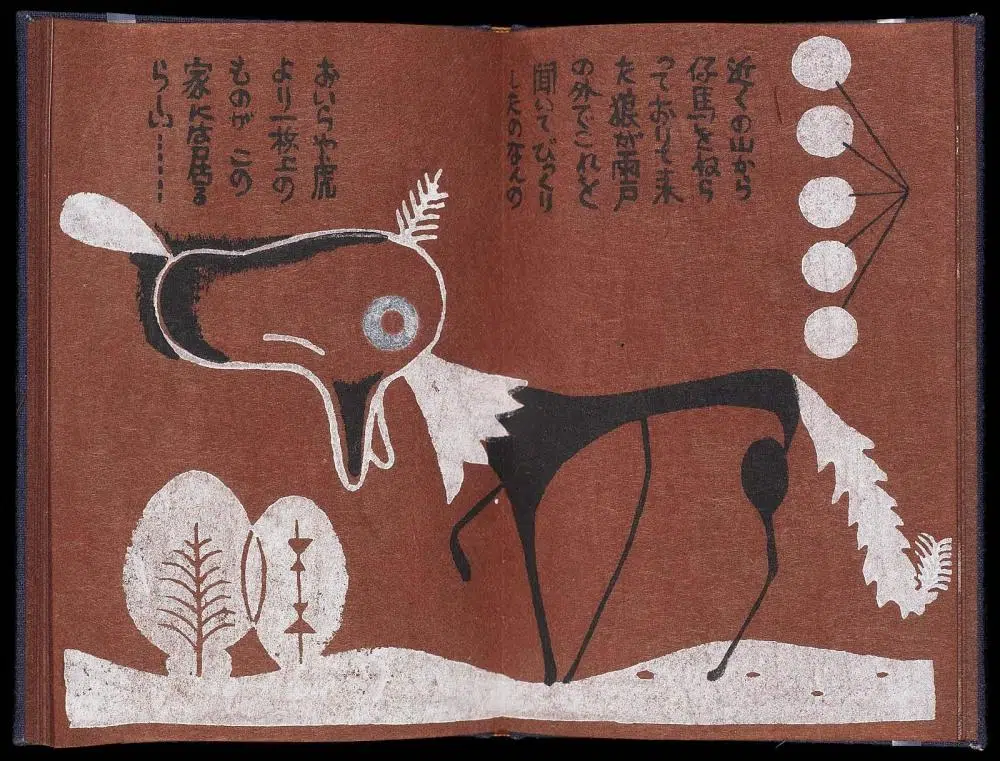 近くの山から
仔馬をねら
っておりて来
た狼が雨戸
の外でこれを
聞いてびっくり
したのなんの
おいらや虎
より一枚上の
ものが この
家には居る
らしい……